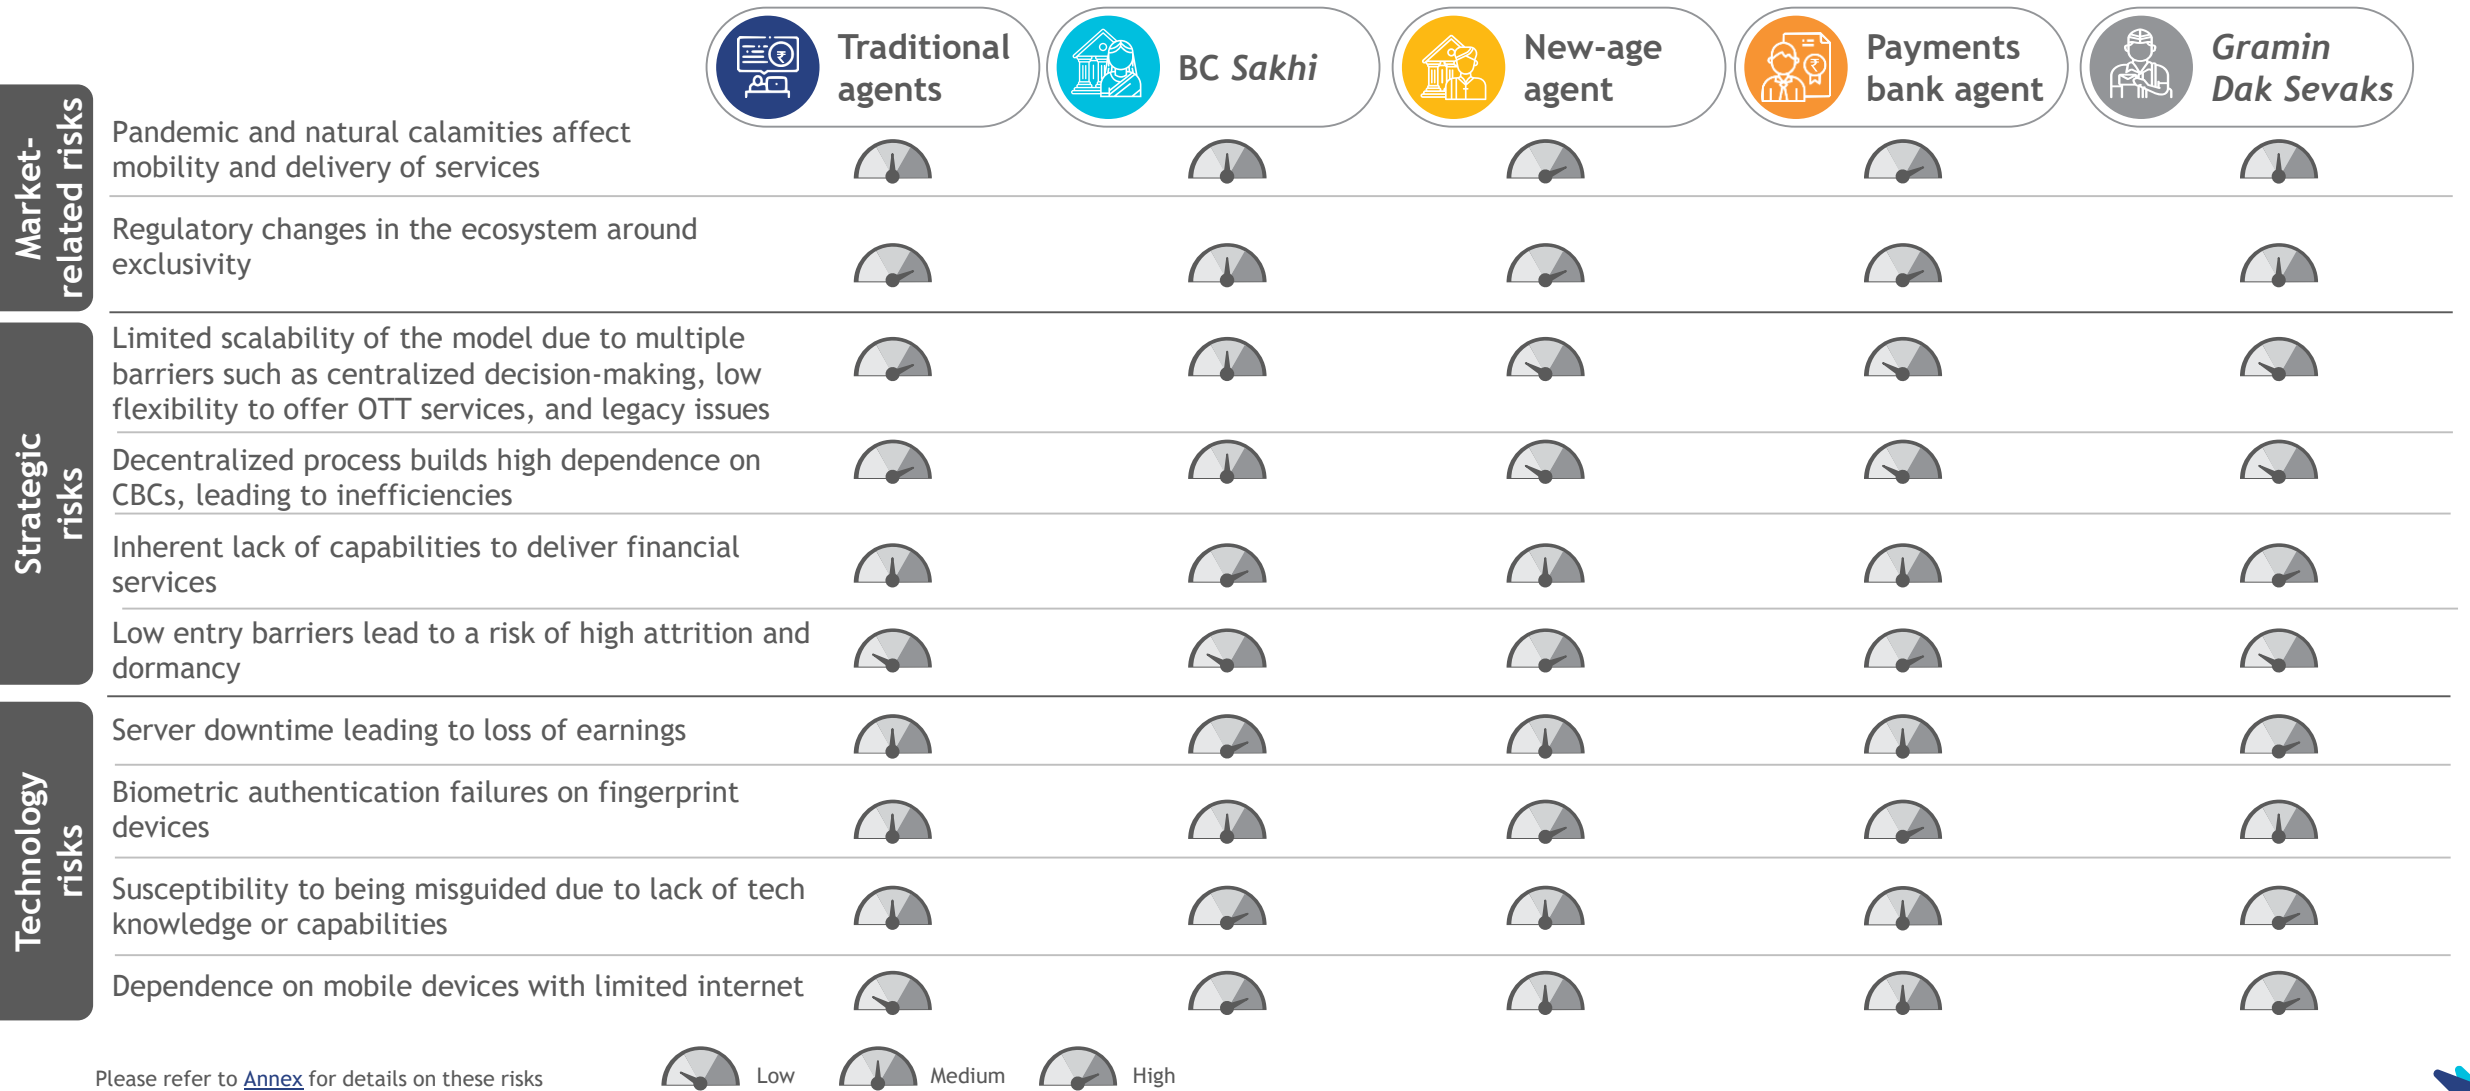 Traditional
agents
BC Sakhi
New-age
agent
Payments
bank agent
Gramin
Dak Sevaks
Market-
related risks
Pandemic and natural calamities affect
mobility and delivery of services
Regulatory changes in the ecosystem around
exclusivity
Strategic
risks
Limited scalability of the model due to multiple
barriers such as centralized decision-making, low
flexibility to offer OTT services, and legacy issues
Decentralized process builds high dependence on
CBCs, leading to inefficiencies
Inherent lack of capabilities to deliver financial
services
Low entry barriers lead to a risk of high attrition and
dormancy
Technology
risks
Server downtime leading to loss of earnings
Biometric authentication failures on fingerprint
devices
Susceptibility to being misguided due to lack of tech
knowledge or capabilities
Dependence on mobile devices with limited internet
Please refer to Annex for details on these risks
Low
Medium
High